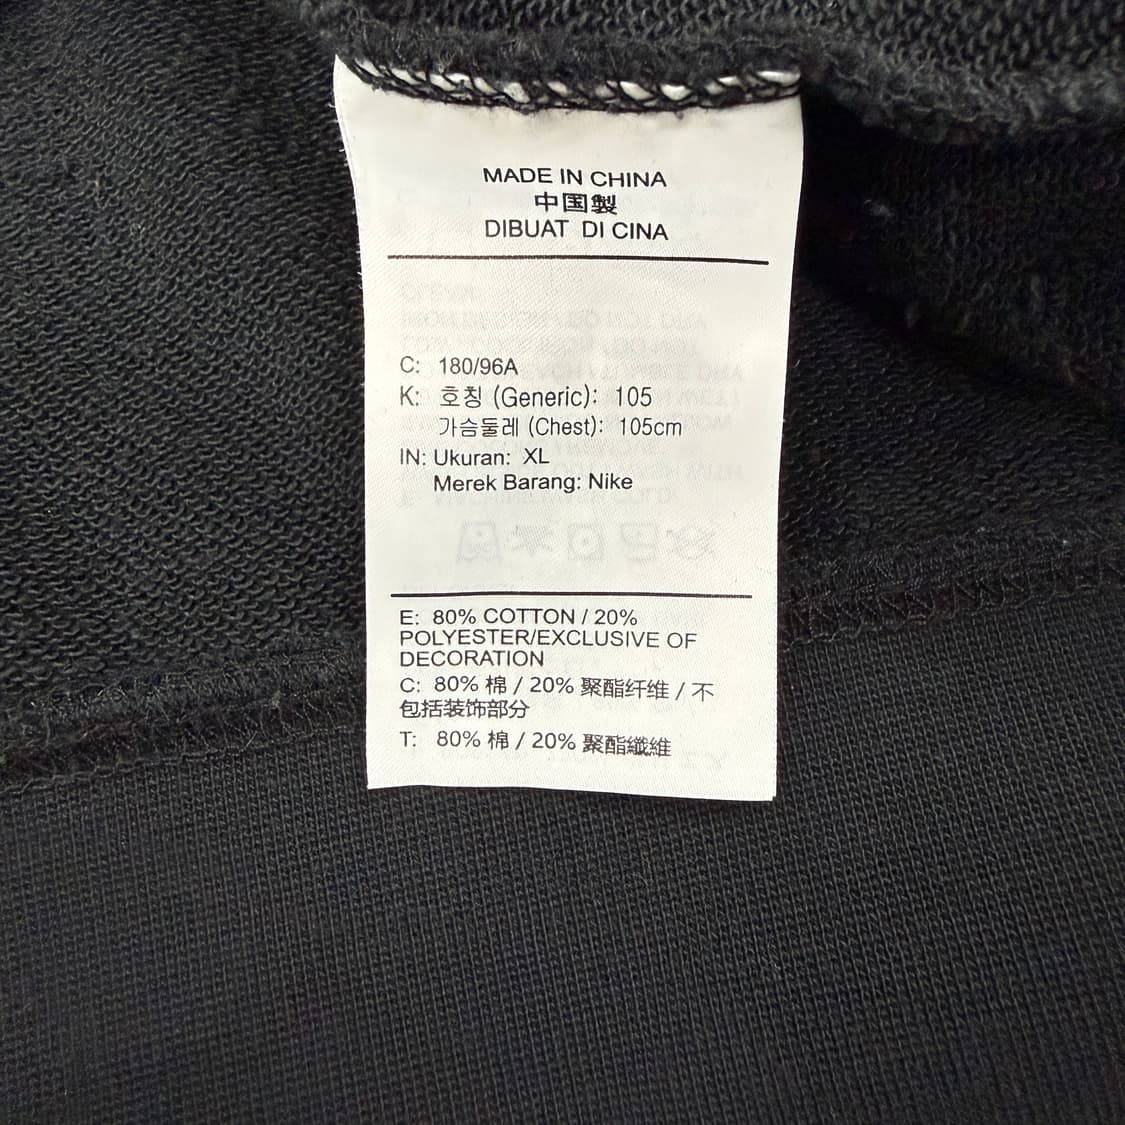 MADE IN CHINA
中国製
DIBUAT DI CINA
C: 180/96A
K: 호칭 (Generic): 105
가슴둘레 (Chest): 105cm
IN: Ukuran: XL
Merek Barang: Nike
E: 80% COTTON / 20%
POLYESTER/EXCLUSIVE OF
DECORATION
C: 80% 棉 / 20% 聚酯纤维 / 不
包括装饰部分
T: 80% 棉 / 20% 聚酯纖維